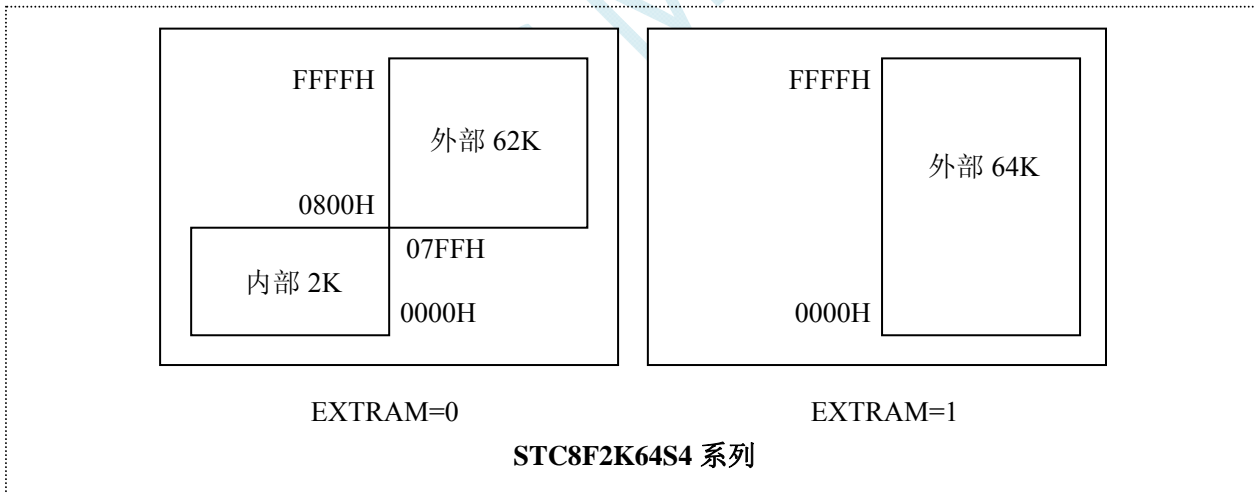 FFFFH
外部 62K
0800H
07FFH
内部 2K
0000H
EXTRAM=0
FFFFH
外部 64K
0000H
EXTRAM=1
STC8F2K64S4 系列